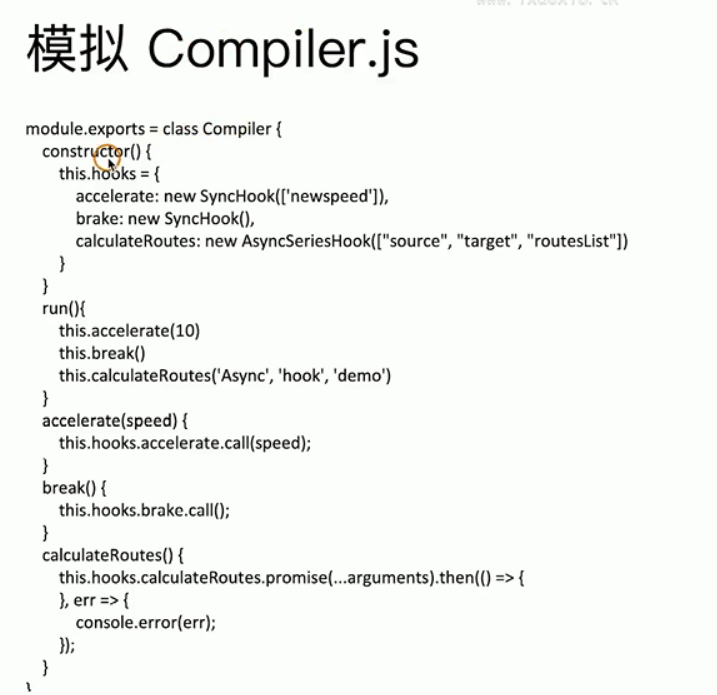 模拟 Compiler.js
module.exports = class Compiler {
constructor() {
this.hooks = {
accelerate: new SyncHook(['newspeed']),
brake: new SyncHook(),
calculateRoutes: new AsyncSeriesHook(["source", "target", "routesList"])
}
}
run(){
this.accelerate(10)
this.break()
this.calculateRoutes('Async', 'hook', 'demo')
}
accelerate(speed) {
this.hooks.accelerate.call(speed);
}
break() {
this.hooks.brake.call();
}
calculateRoutes() {
this.hooks.calculateRoutes.promise(...arguments).then(() => {
}, err => {
console.error(err);
});
}
}